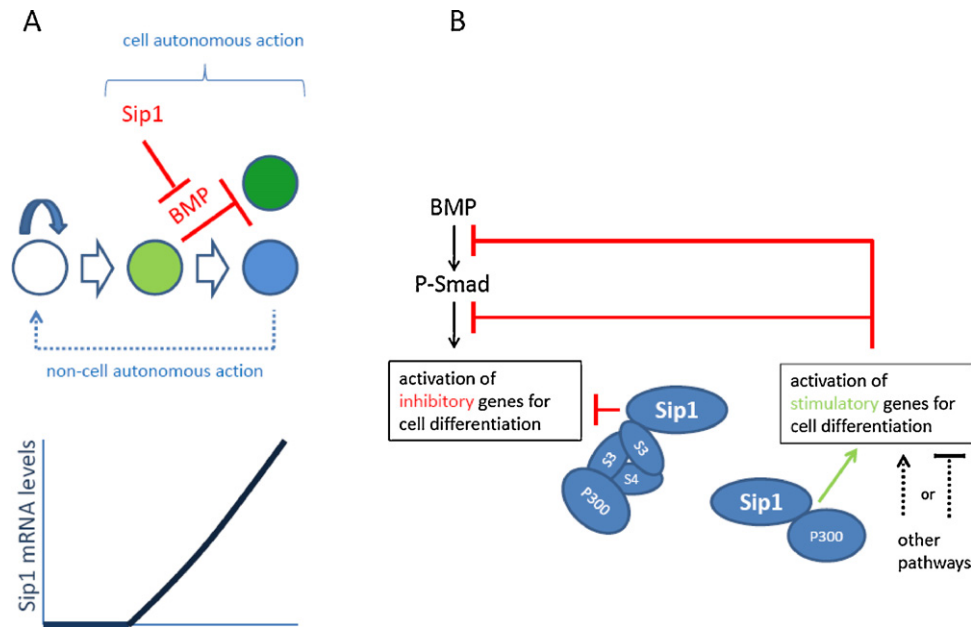 A
cell autonomous action
Sip1
BMP
non-cell autonomous action
Sip1 mRNA levels
B
BMP
P-Smad
activation of
inhibitory genes for
cell differentiation
Sip1
S3
S3
S4
P300
activation of
stimulatory genes for
cell differentiation
Sip1
P300
or
other
pathways